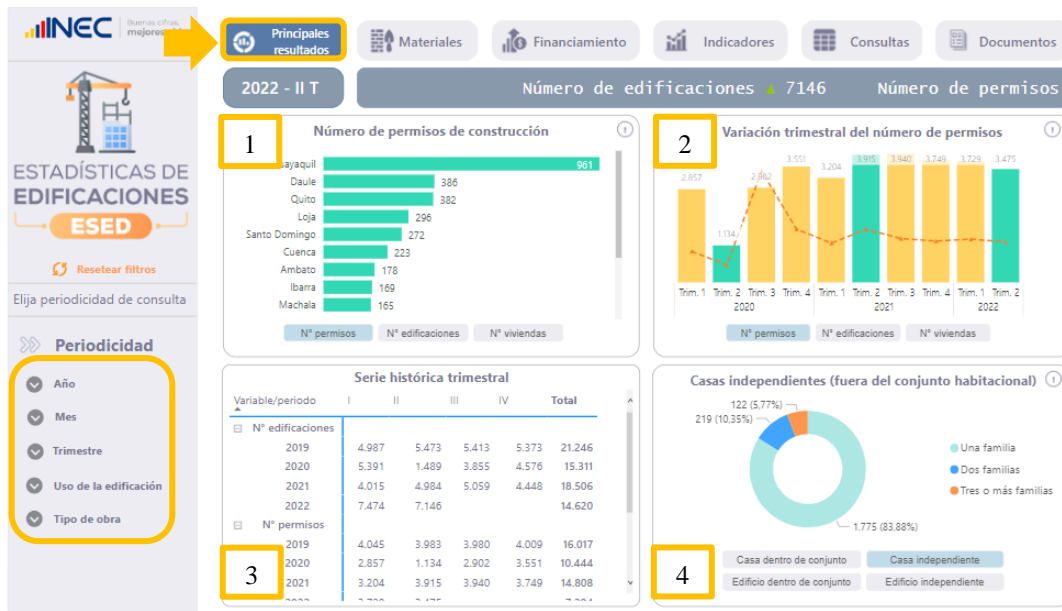 INEC
Buenas cifras,
Principales
resultados
Materiales
Financiamiento
Indicadores
Consultas
Documentos
2022 - II T
Número de edificaciones ▲ 7146
Número de permisos
ESTADÍSTICAS DE
EDIFICACIONES
ESED
Resetear filtros
Elija periodicidad de consulta
Periodicidad
Año
Mes
Trimestre
Uso de la edificación
Tipo de obra
1
Número de permisos de construcción
961
Daule 386
Quito 382
Loja 296
Santo Domingo 272
Cuenca 223
Ambato 178
Ibarra 169
Machala 165
N° permisos N° edificaciones N° viviendas
2
Variación trimestral del número de permisos
2.857 1.134 3.551 3.204 3.915 3.940 3.749 3.729 3.475
Trim. 1 Trim. 2 Trim. 3 Trim. 4 Trim. 1 Trim. 2 Trim. 3 Trim. 4 Trim. 1 Trim. 2
2020 2021 2022
N° permisos N° edificaciones N° viviendas
3
Serie histórica trimestral
Variable/periodo I II III IV Total
N° edificaciones
2019 4.987 5.473 5.413 5.373 21.246
2020 5.391 1.489 3.855 4.576 15.311
2021 4.015 4.984 5.059 4.448 18.506
2022 7.474 7.146 14.620
N° permisos
2019 4.045 3.983 3.980 4.009 16.017
2020 2.857 1.134 2.902 3.551 10.444
2021 3.204 3.915 3.940 3.749 14.808
4
Casas independientes (fuera del conjunto habitacional)
122 (5,77%)
219 (10,35%)
1.775 (83,88%)
Una familia
Dos familias
Tres o más familias
Casa dentro de conjunto Casa independiente
Edificio dentro de conjunto Edificio independiente